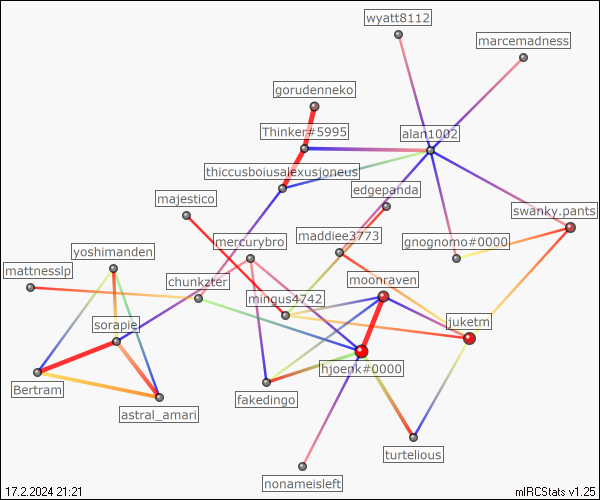 wyatt8112
marcemadness
gorudenneko
Thinker#5995
alan1002
thiccusboiusalexusjoneus
edgepanda
majestico
swanky.pants
mercurybro
maddiee3773
gnognomo#0000
yoshimanden
mattnesslp
chunkzter
moonraven
mingus4742
sorapie
juketm
hjoenk#0000
Bertram
fakedingo
astral_amari
turtelious
nonameisleft
17.2.2024 21:21
mIRCStats v1.25